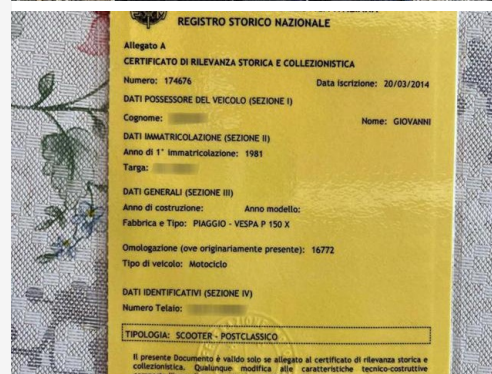 REGISTRO STORICO NAZIONALE
Allegato A
CERTIFICATO DI RILEVANZA STORICA E COLLEZIONISTICA
Numero: 174676 Data iscrizione: 20/03/2014
DATI POSSESSORE DEL VEICOLO (SEZIONE I)
Cognome: Nome: GIOVANNI
DATI IMMATRICOLAZIONE (SEZIONE II)
Anno di 1° immatricolazione: 1981
Targa:
DATI GENERALI (SEZIONE III)
Anno di costruzione: Anno modello:
Fabbrica e Tipo: PIAGGIO - VESPA P 150 X
Omologazione (ove originariamente presente): 16772
Tipo di veicolo: Motociclo
DATI IDENTIFICATIVI (SEZIONE IV)
Numero Telaio:
TIPOLOGIA: SCOOTER - POSTCLASSICO
Il presente Documento è valido solo se allegato al certificato di rilevanza storica e
collezionistica. Qualunque modifica alle caratteristiche tecnico-costruttive